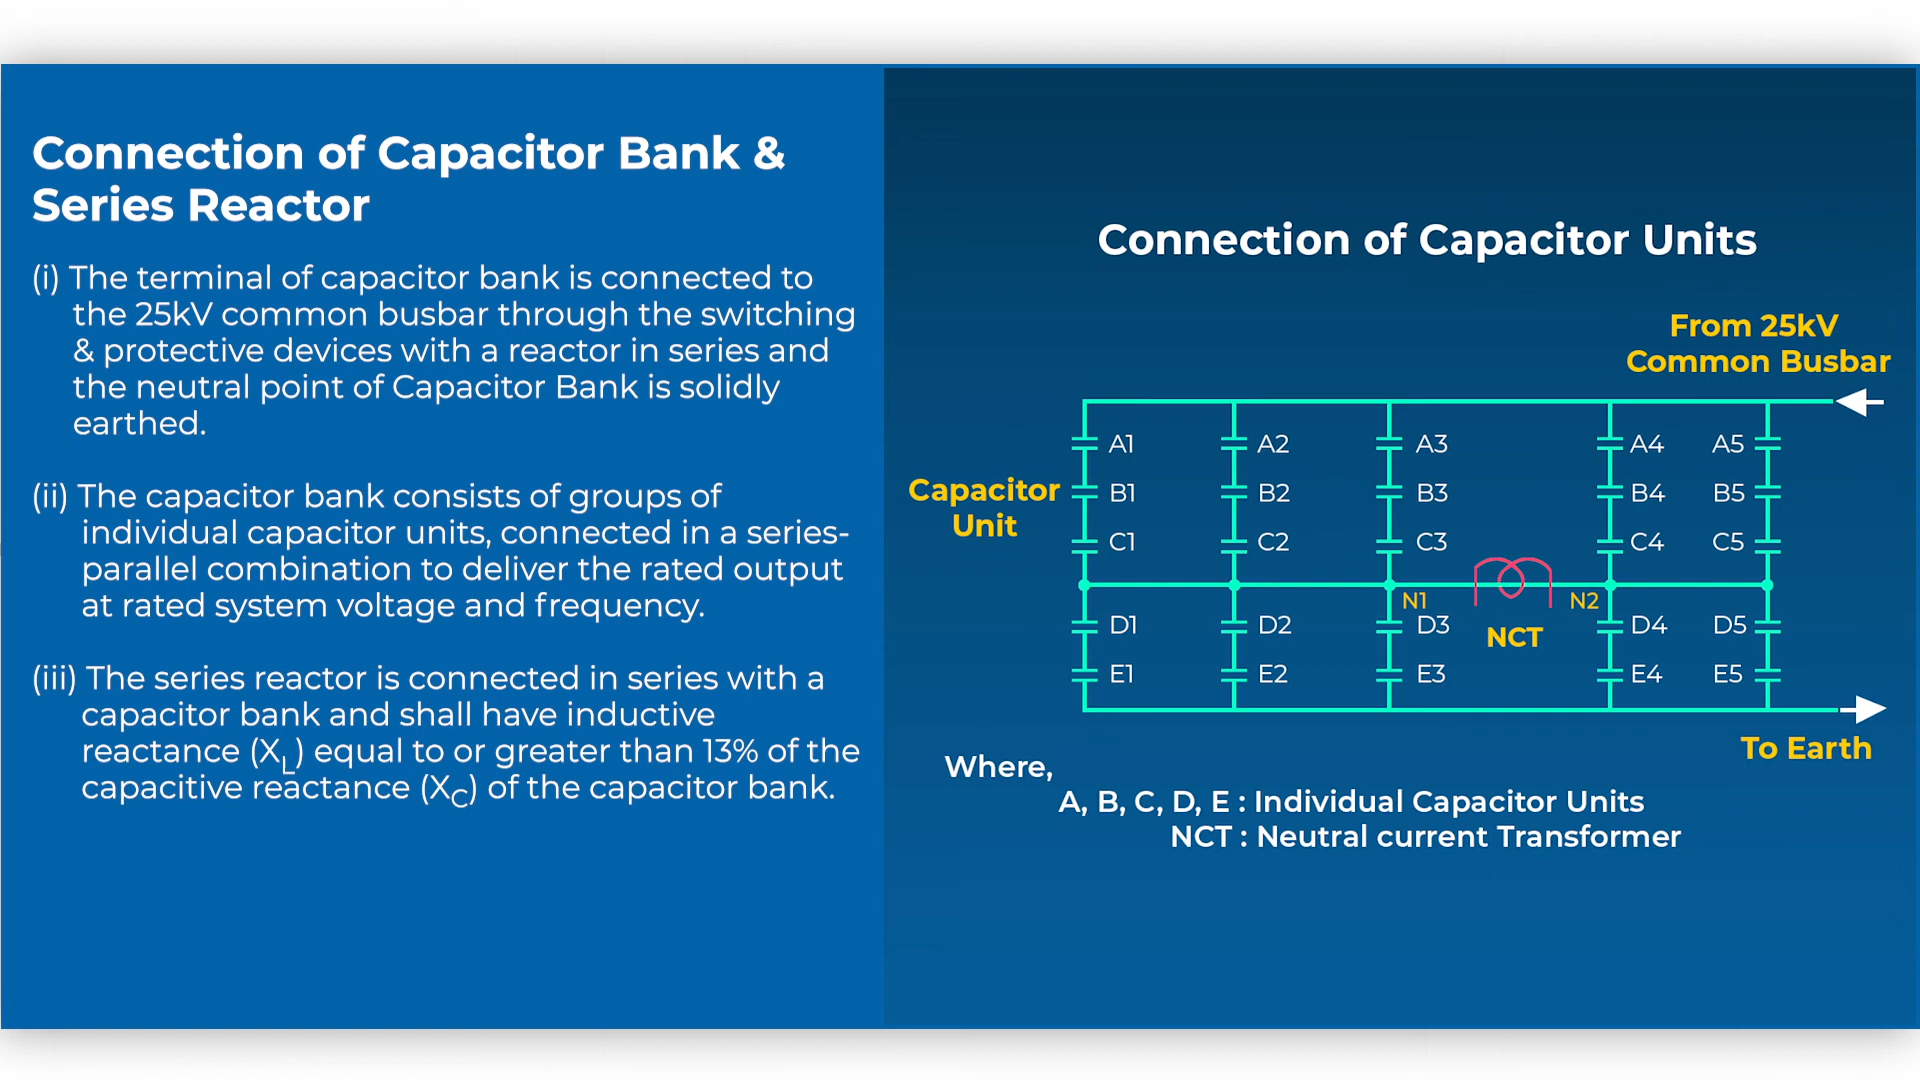 Connection of Capacitor Bank &
Series Reactor
(i) The terminal of capacitor bank is connected to
the 25kV common busbar through the switching
& protective devices with a reactor in series and
the neutral point of Capacitor Bank is solidly
earthed.
(ii) The capacitor bank consists of groups of
individual capacitor units, connected in a series-
parallel combination to deliver the rated output
at rated system voltage and frequency.
(iii) The series reactor is connected in series with a
capacitor bank and shall have inductive
reactance (XL) equal to or greater than 13% of the
capacitive reactance (XC) of the capacitor bank.
Connection of Capacitor Units
From 25kV
Common Busbar
A1 A2 A3 A4 A5
Capacitor
Unit
B1 B2 B3 B4 B5
C1 C2 C3 C4 C5
N1 N2
NCT
D1 D2 D3 D4 D5
E1 E2 E3 E4 E5
To Earth
Where,
A, B, C, D, E : Individual Capacitor Units
NCT : Neutral current Transformer